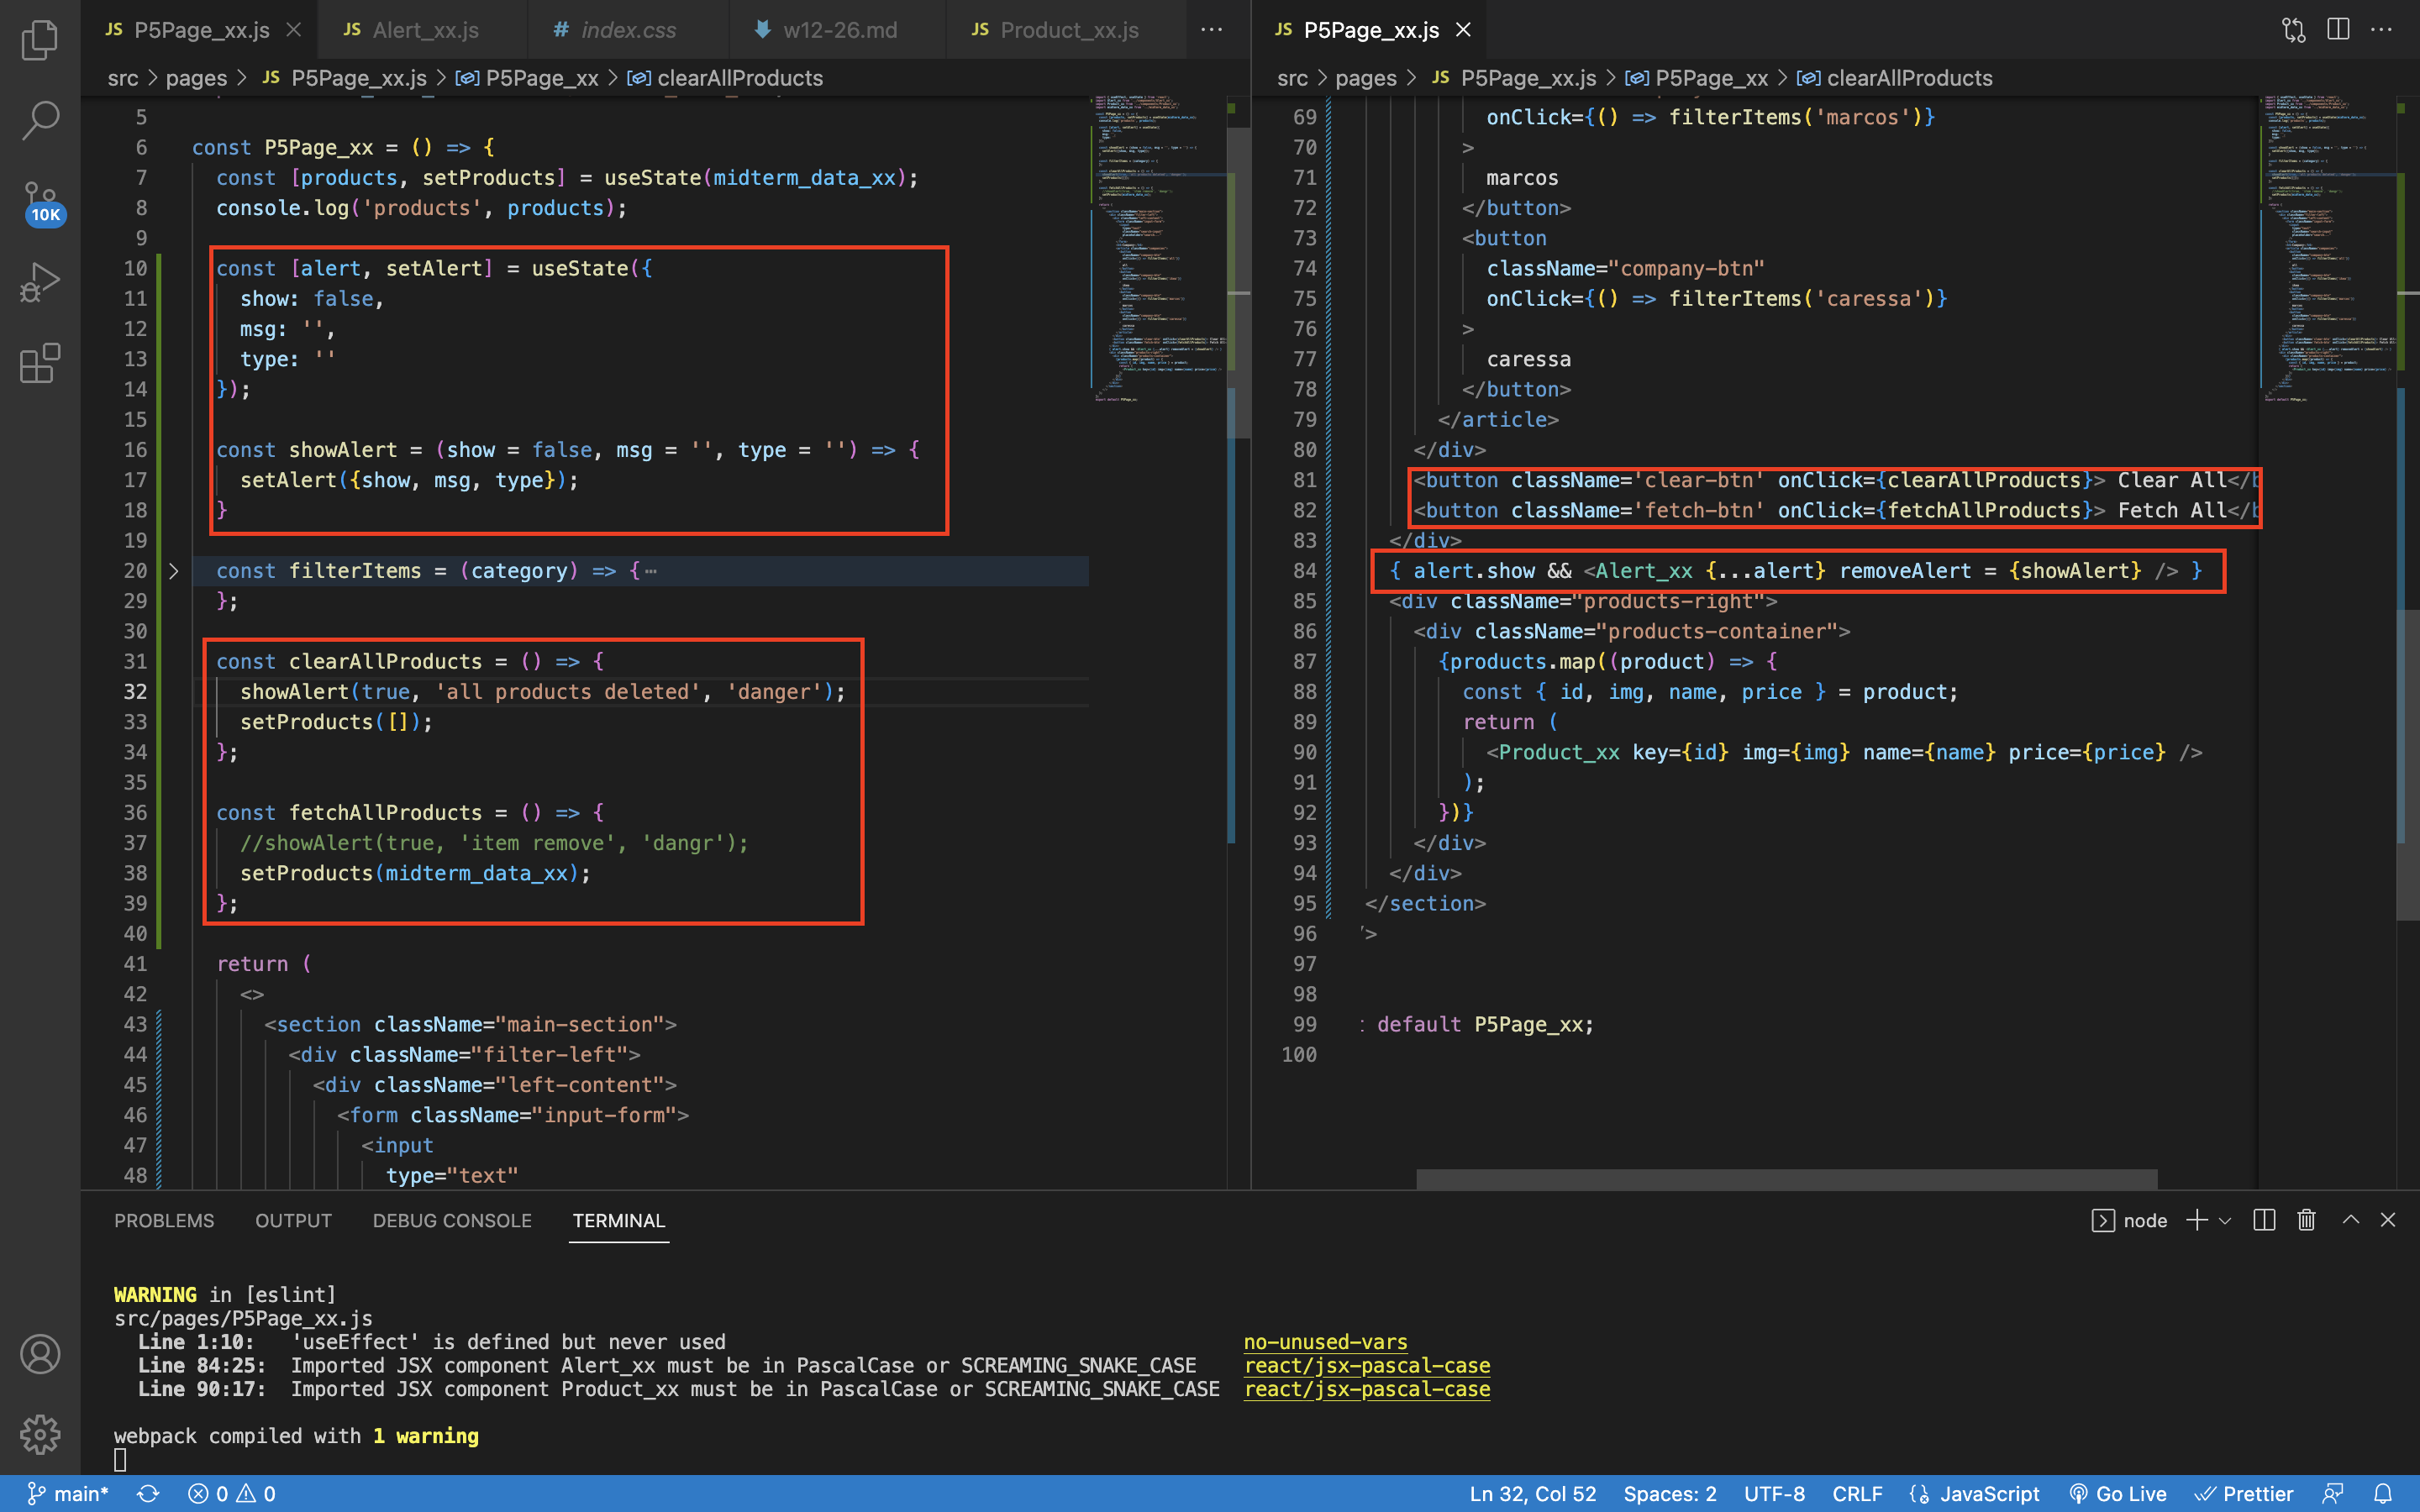 JS P5Page_xx.js
JS Alert_xx.js
# index.css
w12-26.md
JS Product_xx.js
src > pages > JS P5Page_xx.js > P5Page_xx > clearAllProducts
10K
5
6 const P5Page_xx = () => {
7 const [products, setProducts] = useState(midterm_data_xx);
8 console.log('products', products);
9
10 const [alert, setAlert] = useState({
11 show: false,
12 msg: '',
13 type: ''
14 });
15
16 const showAlert = (show = false, msg = '', type = '') => {
17 setAlert({show, msg, type});
18 }
19
20 const filterItems = (category) => {…
29 };
30
31 const clearAllProducts = () => {
32 showAlert(true, 'all products deleted', 'danger');
33 setProducts([]);
34 };
35
36 const fetchAllProducts = () => {
37 //showAlert(true, 'item remove', 'dangr');
38 setProducts(midterm_data_xx);
39 };
40
41 return (
42 <>
43 <section className="main-section">
44 <div className="filter-left">
45 <div className="left-content">
46 <form className="input-form">
47 <input
48 type="text"
JS P5Page_xx.js
src > pages > JS P5Page_xx.js > P5Page_xx > clearAllProducts
69 onClick={() => filterItems('marcos')}
70 >
71 marcos
72 </button>
73 <button
74 className="company-btn"
75 onClick={() => filterItems('caressa')}
76 >
77 caressa
78 </button>
79 </article>
80 </div>
81 <button className='clear-btn' onClick={clearAllProducts}> Clear All</b
82 <button className='fetch-btn' onClick={fetchAllProducts}> Fetch All</b
83 </div>
84 { alert.show && <Alert_xx {...alert} removeAlert = {showAlert} /> }
85 <div className="products-right">
86 <div className="products-container">
87 {products.map((product) => {
88 const { id, img, name, price } = product;
89 return (
90 <Product_xx key={id} img={img} name={name} price={price} />
91 );
92 })}
93 </div>
94 </div>
95 </section>
96 >
97
98
99 default P5Page_xx;
100
PROBLEMS OUTPUT DEBUG CONSOLE TERMINAL
node
WARNING in [eslint]
src/pages/P5Page_xx.js
Line 1:10: 'useEffect' is defined but never used no-unused-vars
Line 84:25: Imported JSX component Alert_xx must be in PascalCase or SCREAMING_SNAKE_CASE react/jsx-pascal-case
Line 90:17: Imported JSX component Product_xx must be in PascalCase or SCREAMING_SNAKE_CASE react/jsx-pascal-case
webpack compiled with 1 warning
main* 0 0 Ln 32, Col 52 Spaces: 2 UTF-8 CRLF JavaScript Go Live Prettier